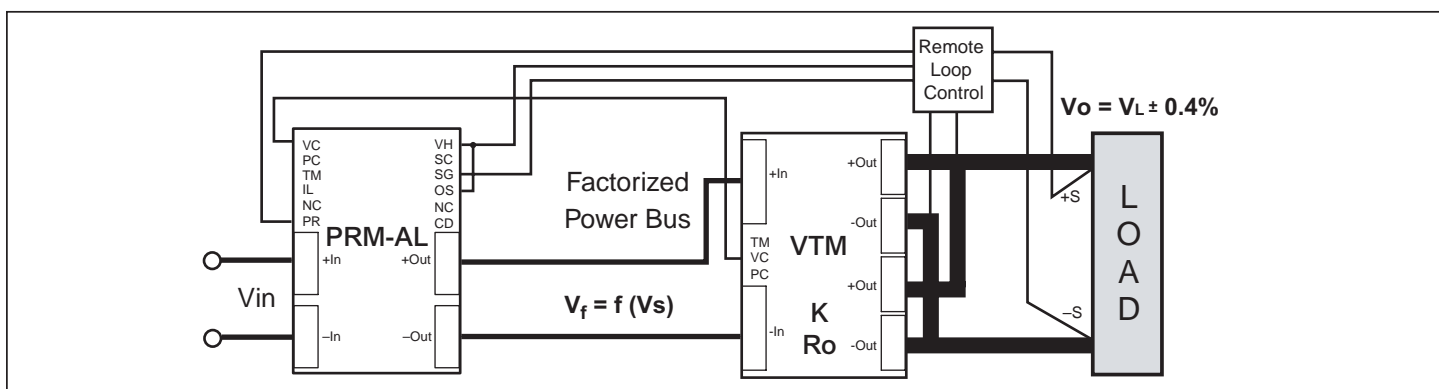 Remote
Loop
Control
Vo = VL ± 0.4%
VC
PC
TM
IL
NC
PR
VH
SC
SG
OS
NC
CD
PRM-AL
+In
+Out
–In
–Out
Vin
Factorized
Power Bus
Vf = f (Vs)
+In
+Out
-Out
TM
VC
PC
VTM
+Out
K
Ro
-In
-Out
+S
–S
L
O
A
D